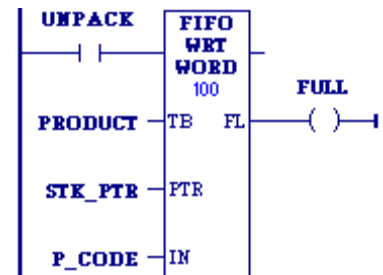 UNPACK
FIFO
WRT
WORD
100
FULL
PRODUCT TB FL
STK_PTR PTR
P_CODE IN